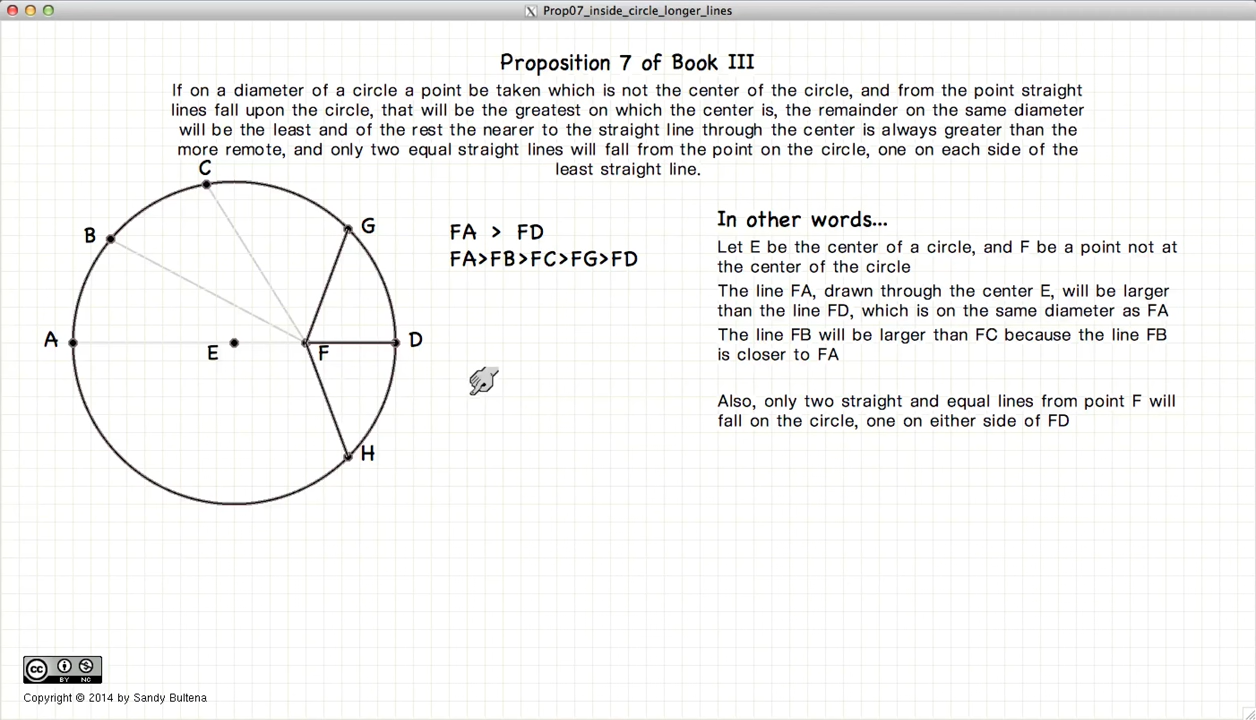 Prop07_inside_circle_longer_lines
Proposition 7 of Book III
If on a diameter of a circle a point be taken which is not the center of the circle, and from the point straight
lines fall upon the circle, that will be the greatest on which the center is, the remainder on the same diameter
will be the least and of the rest the nearer to the straight line through the center is always greater than the
more remote, and only two equal straight lines will fall from the point on the circle, one on each side of the
least straight line.
C
B
G
A
E
F
D
H
FA > FD
FA>FB>FC>FG>FD
In other words...
Let E be the center of a circle, and F be a point not at
the center of the circle
The line FA, drawn through the center E, will be larger
than the line FD, which is on the same diameter as FA
The line FB will be larger than FC because the line FB
is closer to FA
Also, only two straight and equal lines from point F will
fall on the circle, one on either side of FD
cc
BY NC
Copyright © 2014 by Sandy Bultena